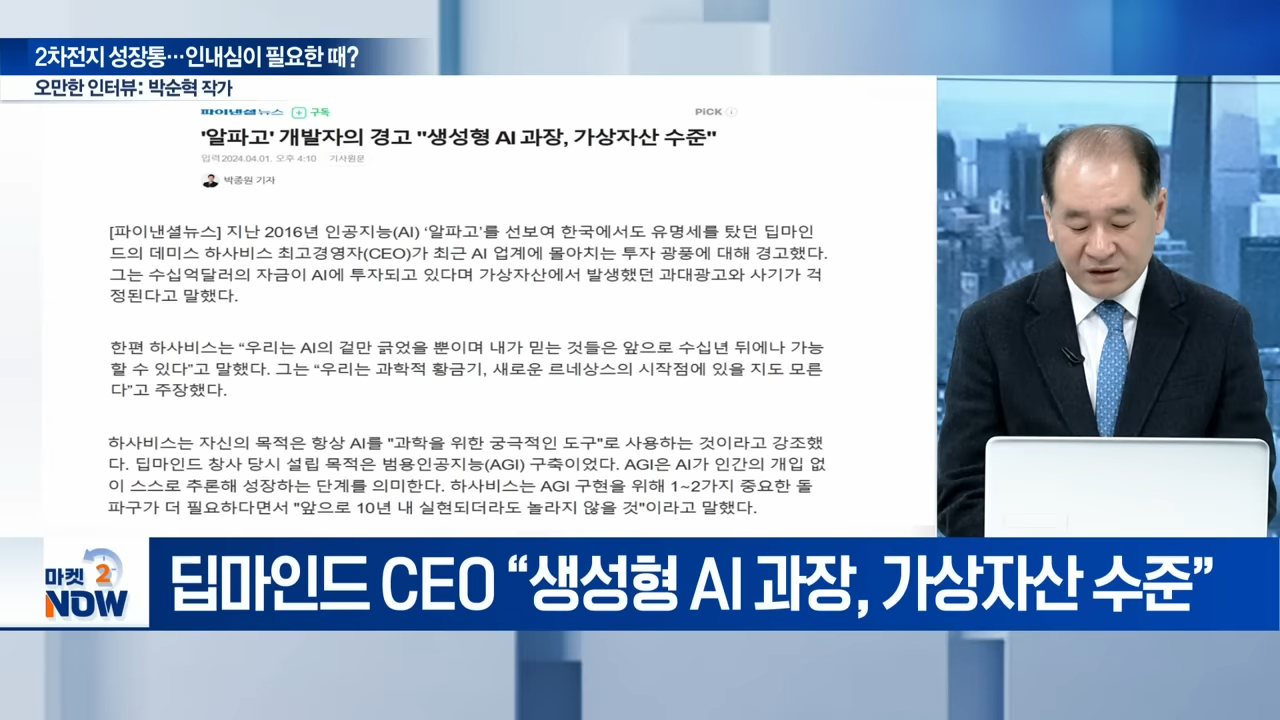 2차전지 성장통…인내심이 필요한 때?
오만한 인터뷰: 박순혁 작가
파이낸셜뉴스 + 구독 PiCK i
'알파고' 개발자의 경고 "생성형 AI 과장, 가상자산 수준"
입력 2024.04.01. 오후 4:10 기사원문
박종원 기자
[파이낸셜뉴스] 지난 2016년 인공지능(AI) ‘알파고’를 선보여 한국에서도 유명세를 탔던 딥마인
드의 데미스 하사비스 최고경영자(CEO)가 최근 AI 업계에 몰아치는 투자 광풍에 대해 경고했다.
그는 수십억달러의 자금이 AI에 투자되고 있다며 가상자산에서 발생했던 과대광고와 사기가 걱
정된다고 말했다.
한편 하사비스는 “우리는 AI의 겉만 긁었을 뿐이며 내가 믿는 것들은 앞으로 수십년 뒤에나 가능
할 수 있다”고 말했다. 그는 “우리는 과학적 황금기, 새로운 르네상스의 시작점에 있을 지도 모른
다”고 주장했다.
하사비스는 자신의 목적은 항상 AI를 "과학을 위한 궁극적인 도구"로 사용하는 것이라고 강조했
다. 딥마인드 창사 당시 설립 목적은 범용인공지능(AGI) 구축이었다. AGI은 AI가 인간의 개입 없
이 스스로 추론해 성장하는 단계를 의미한다. 하사비스는 AGI 구현을 위해 1~2가지 중요한 돌
파구가 더 필요하다면서 "앞으로 10년 내 실현되더라도 놀라지 않을 것"이라고 말했다.
마켓 2
NOW
딥마인드 CEO “생성형 AI 과장, 가상자산 수준”